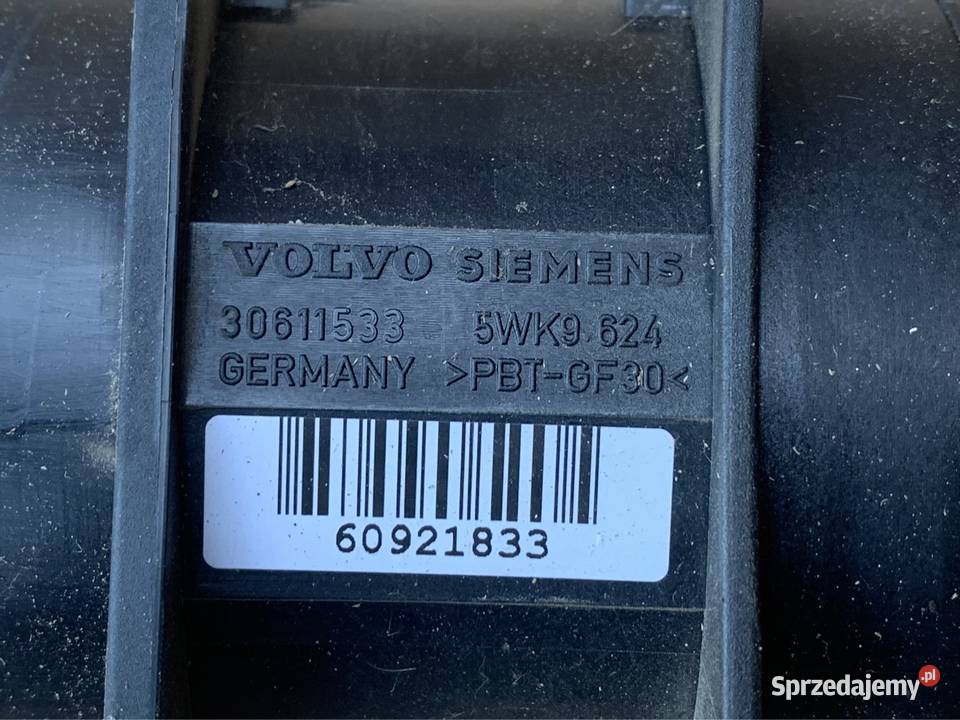 VOLVO SIEMENS
30611533 5WK9 624
GERMANY >PBT-GF30<
60921833
Sprzedajemy.pl